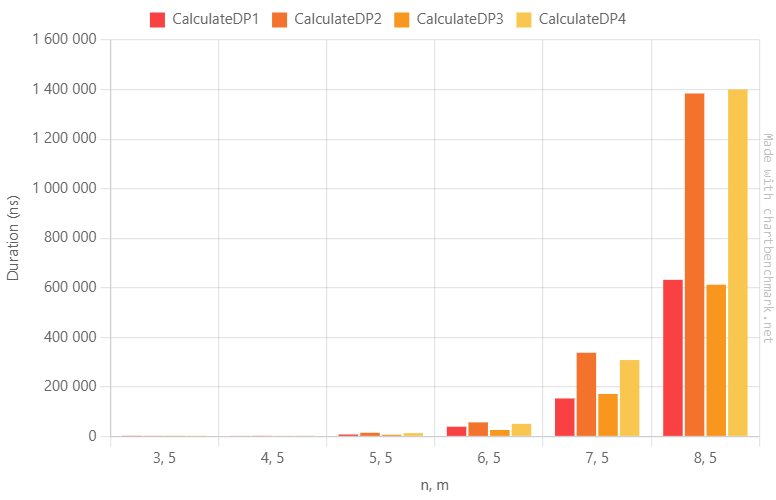 CalculateDP1 CalculateDP2 CalculateDP3 CalculateDP4
1 600 000
1 400 000
1 200 000
1 000 000
800 000
600 000
400 000
200 000
0
Duration (ns)
3, 5 4, 5 5, 5 6, 5 7, 5 8, 5
n, m
Made with chartbenchmark.net